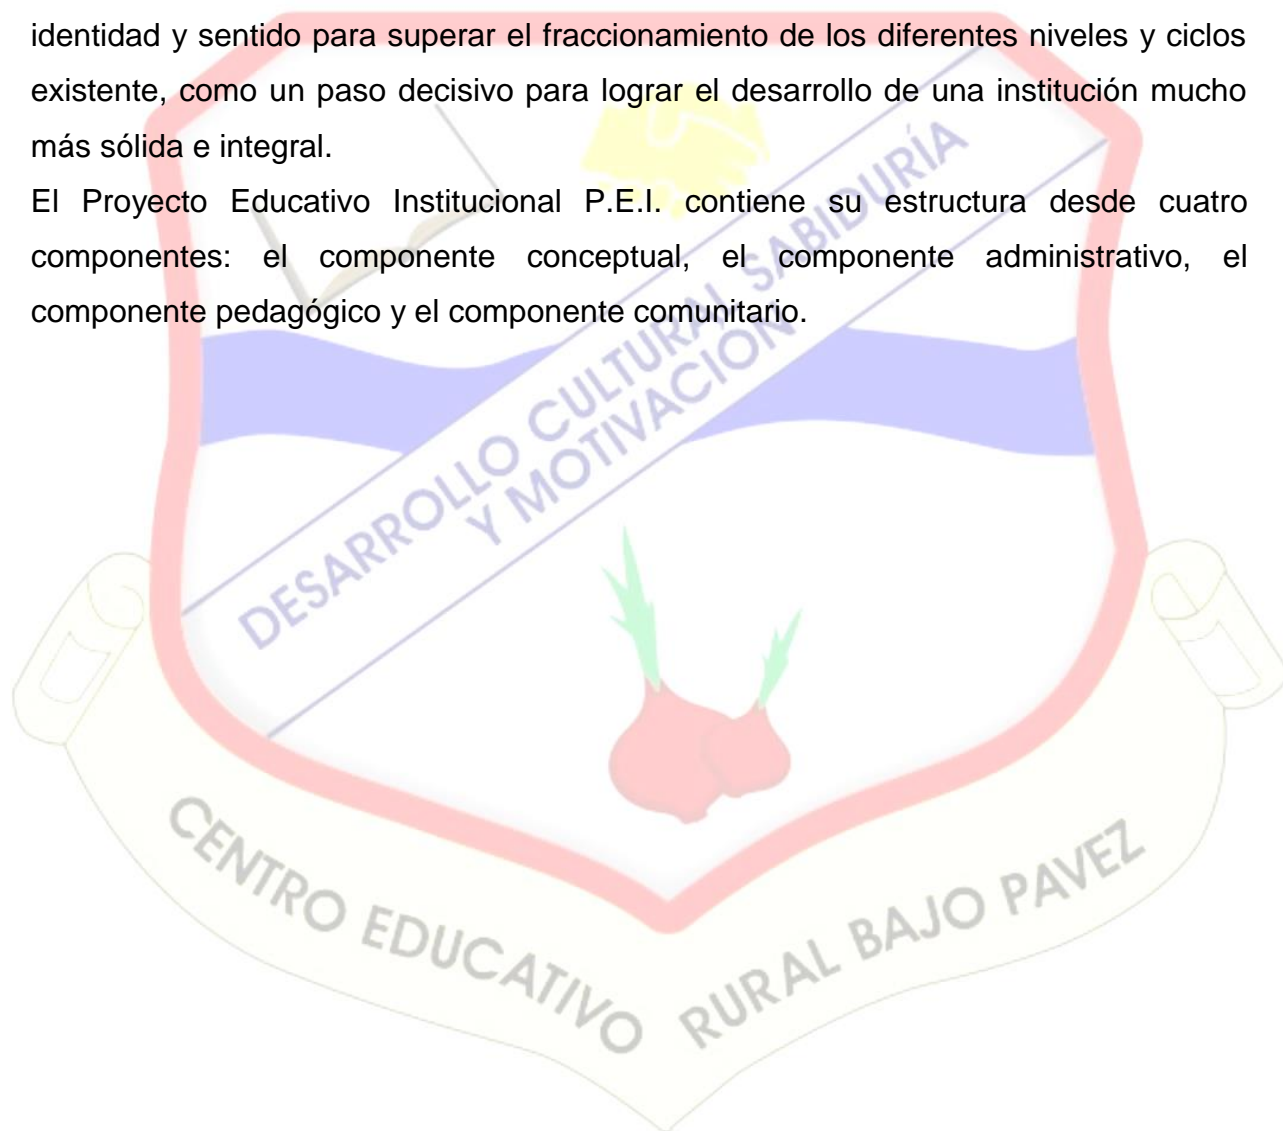 identidad y sentido para superar el fraccionamiento de los diferentes niveles y ciclos
existente, como un paso decisivo para lograr el desarrollo de una institución mucho
más sólida e integral.
El Proyecto Educativo Institucional P.E.I. contiene su estructura desde cuatro
componentes: el componente conceptual, el componente administrativo, el
componente pedagógico y el componente comunitario.
DESARROLLO CULTURAL SABIDURÍA
Y MOTIVACIÓN
CENTRO EDUCATIVO RURAL BAJO PAVEZ